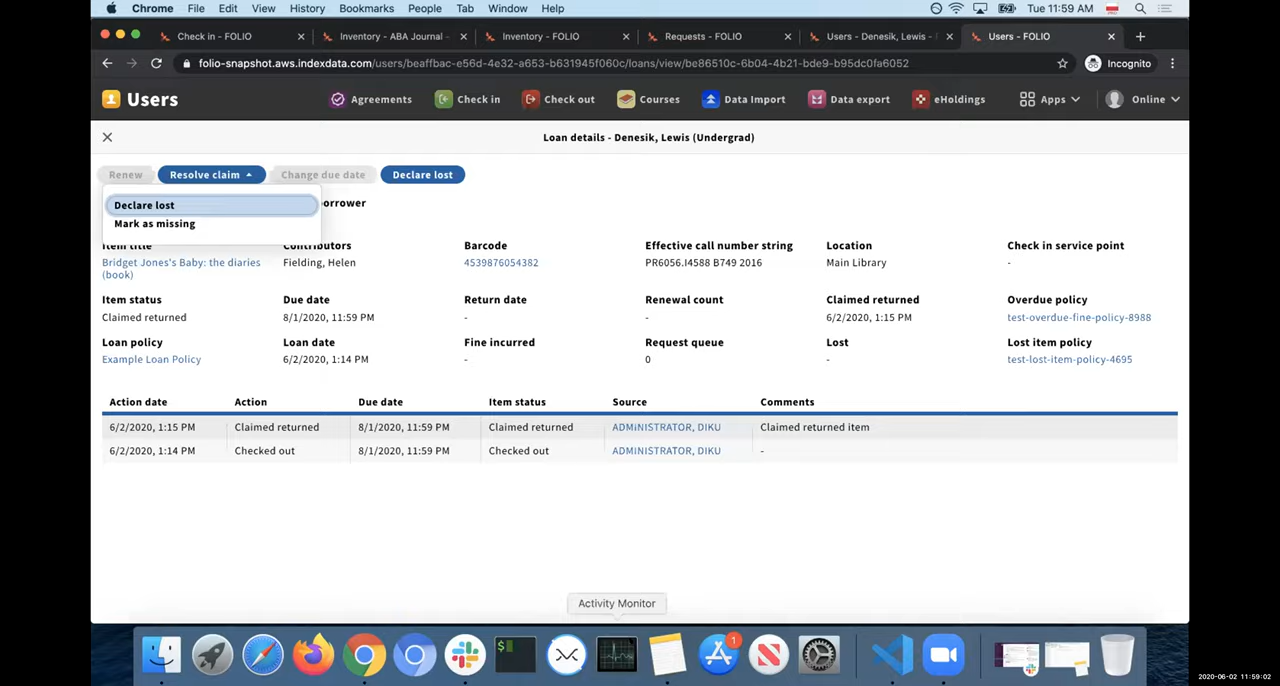 Chrome File Edit View History Bookmarks People Tab Window Help Tue 11:59 AM
Check in - FOLIO Inventory - ABA Journal - Inventory - FOLIO Requests - FOLIO Users - Denesik, Lewis - Users - FOLIO
folio-snapshot.aws.indexdata.com/users/beaffbac-e56d-4e32-a653-b631945f060c/loans/view/be86510c-6b04-4b21-bde9-b95dc0fa6052 Incognito
Users Agreements Check in Check out Courses Data Import Data export eHoldings Apps Online
Loan details - Denesik, Lewis (Undergrad)
Renew Resolve claim Change due date Declare lost
Declare lost
orrower
Mark as missing
Item title Contributors Barcode Effective call number string Location Check in service point
Bridget Jones's Baby: the diaries Fielding, Helen 4539876054382 PR6056.I4588 B749 2016 Main Library -
(book)
Item status Due date Return date Renewal count Claimed returned Overdue policy
Claimed returned 8/1/2020, 11:59 PM - - 6/2/2020, 1:15 PM test-overdue-fine-policy-8988
Loan policy Loan date Fine incurred Request queue Lost Lost item policy
Example Loan Policy 6/2/2020, 1:14 PM - 0 - test-lost-item-policy-4695
Action date Action Due date Item status Source Comments
6/2/2020, 1:15 PM Claimed returned 8/1/2020, 11:59 PM Claimed returned ADMINISTRATOR, DIKU Claimed returned item
6/2/2020, 1:14 PM Checked out 8/1/2020, 11:59 PM Checked out ADMINISTRATOR, DIKU -
Activity Monitor
1
2020-06-02 11:59:02